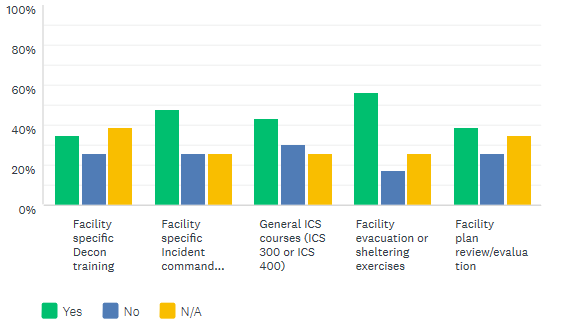 100%
80%
60%
40%
20%
0%
Facility
specific
Decon
training
Facility
specific
Incident
command...
General ICS
courses (ICS
300 or ICS
400)
Facility
evacuation or
sheltering
exercises
Facility
plan
review/evalua
tion
Yes
No
N/A